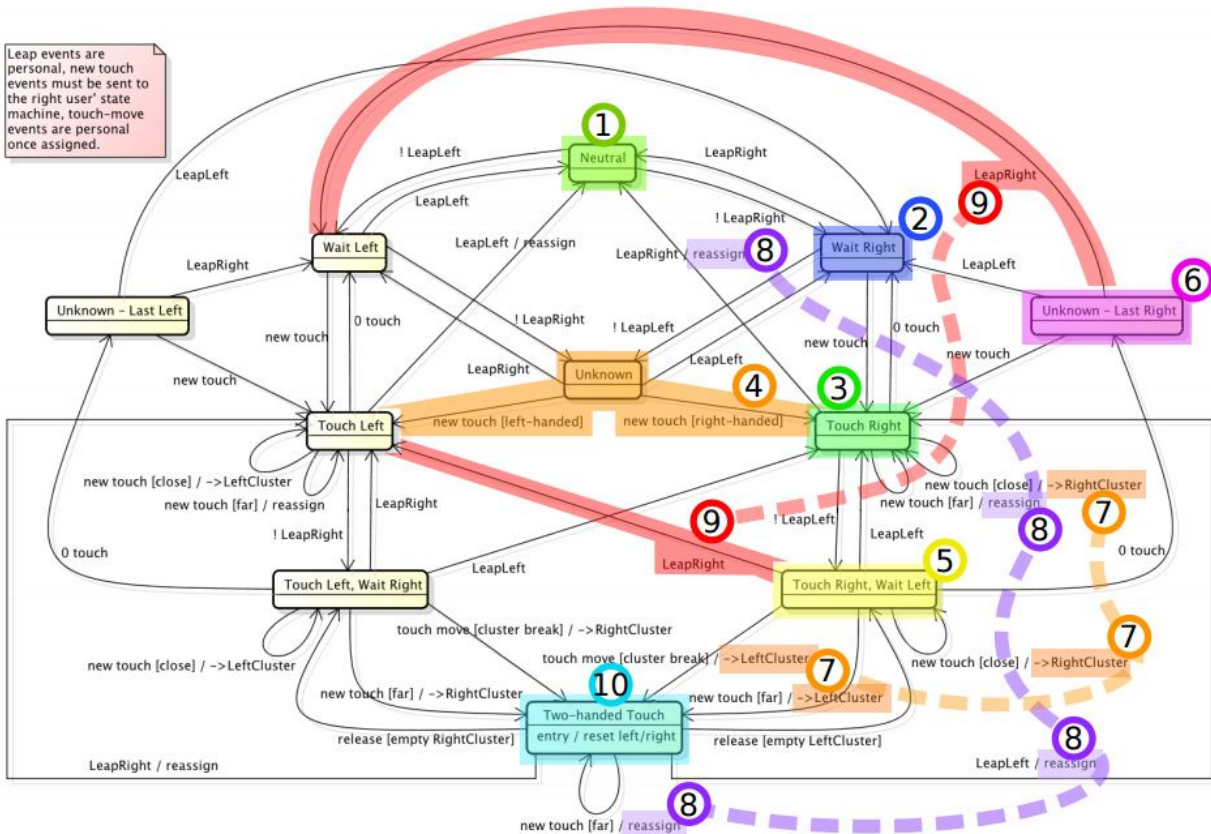 Leap events are
personal, new touch
events must be sent to
the right user' state
machine, touch-move
events are personal
once assigned.
1
Neutral
! LeapLeft
LeapRight
LeapLeft
LeapLeft
LeapRight
9
! LeapRight
2
Wait Left
LeapLeft / reassign
LeapRight / reassign
8
Wait Right
LeapRight
LeapLeft
6
Unknown - Last Left
Unknown - Last Right
! LeapRight
! LeapLeft
0 touch
0 touch
new touch
new touch
new touch
LeapRight
LeapLeft
new touch
Unknown
4
3
Touch Left
new touch [left-handed]
new touch [right-handed]
Touch Right
new touch [close] / ->LeftCluster
new touch [far] / reassign
LeapRight
new touch [close] / ->RightCluster
new touch [far] / reassign
7
9
8
! LeapRight
! LeapLeft
LeapLeft
0 touch
0 touch
LeapLeft
LeapRight
5
Touch Left, Wait Right
Touch Right, Wait Left
touch move [cluster break] / ->RightCluster
7
new touch [close] / ->LeftCluster
touch move [cluster break] / ->LeftCluster
new touch [close] / ->RightCluster
7
10
new touch [far] / ->RightCluster
new touch [far] / ->LeftCluster
Two-handed Touch
entry / reset left/right
release [empty RightCluster]
release [empty LeftCluster]
8
LeapRight / reassign
LeapLeft / reassign
8
new touch [far] / reassign